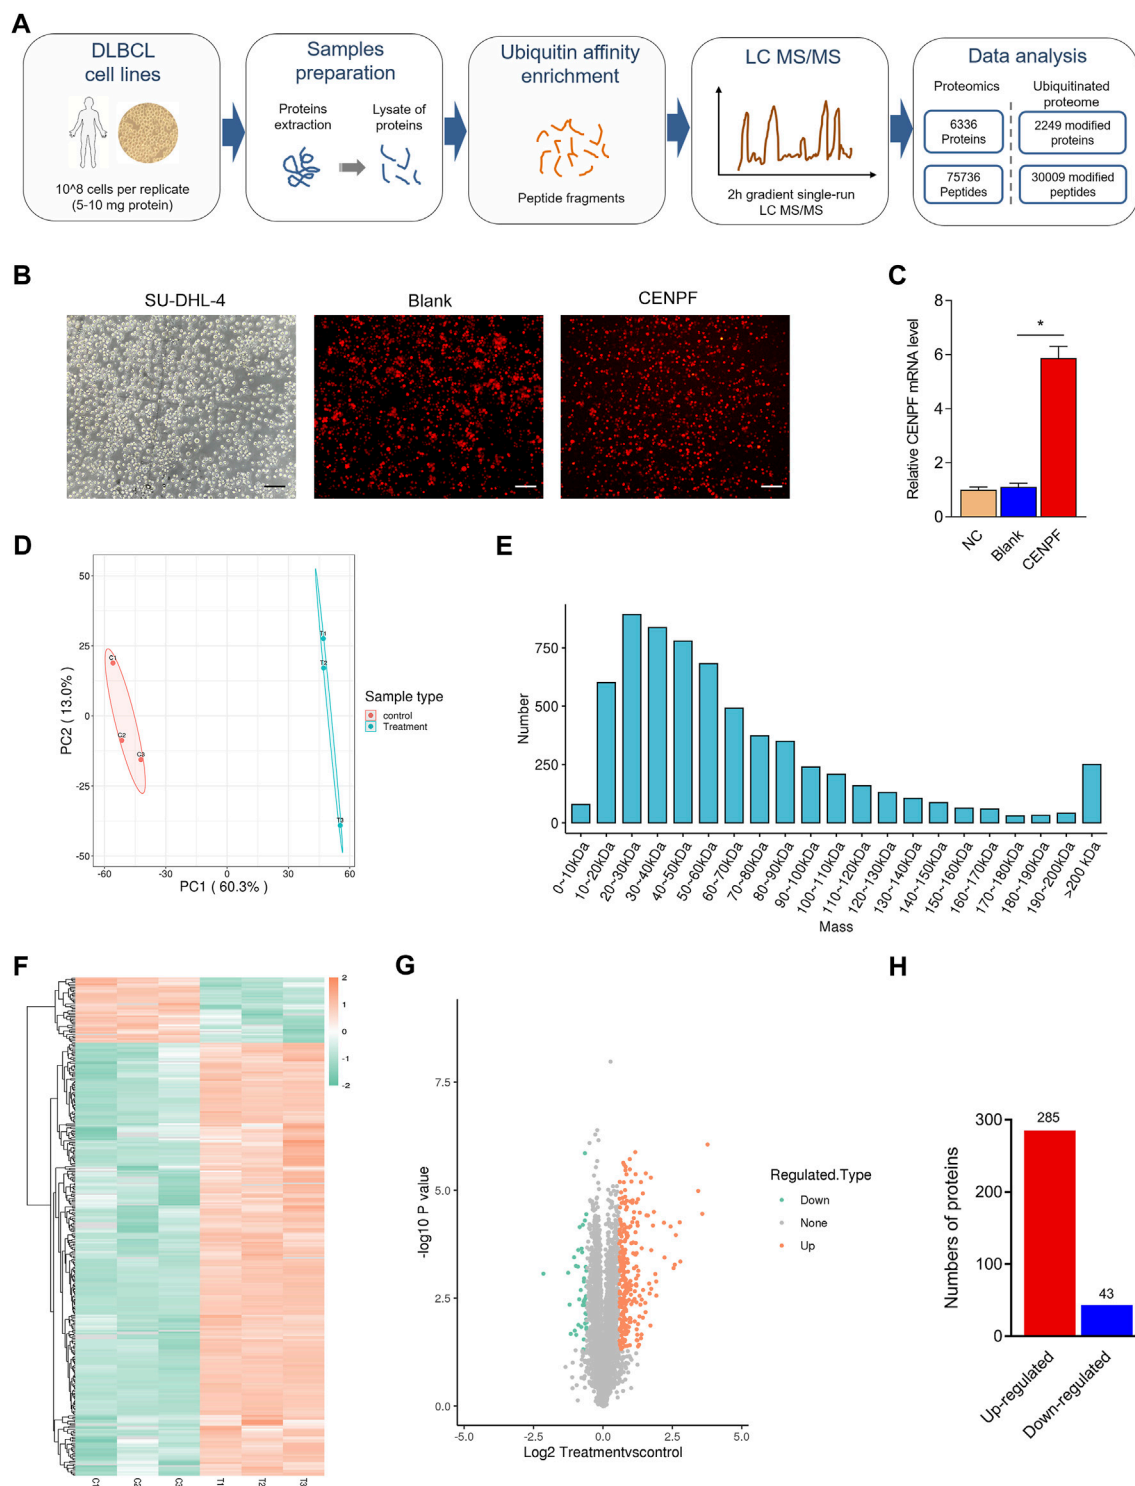 A
DLBCL
cell lines
10^8 cells per replicate
(5-10 mg protein)
Samples
preparation
Proteins
extraction
Lysate of
proteins
Ubiquitin affinity
enrichment
Peptide fragments
LC MS/MS
2h gradient single-run
LC MS/MS
Data analysis
Proteomics
Ubiquitinated
proteome
6336
Proteins
2249 modified
proteins
75736
Peptides
30009 modified
peptides
B
SU-DHL-4
Blank
CENPF
C
Relative CENPF mRNA level
8
6
4
2
0
*
NC
Blank
CENPF
D
PC2 ( 13.0% )
50
25
0
-25
-50
C1
C2
C3
T1
T2
T3
-60
-30
0
30
60
PC1 ( 60.3% )
Sample type
control
Treatment
E
Number
750
500
250
0
0~10kDa
10~20kDa
20~30kDa
30~40kDa
40~50kDa
50~60kDa
60~70kDa
70~80kDa
80~90kDa
90~100kDa
100~110kDa
110~120kDa
120~130kDa
130~140kDa
140~150kDa
150~160kDa
160~170kDa
170~180kDa
180~190kDa
190~200kDa
>200 kDa
Mass
F
2
1
0
-1
-2
C1
C2
C3
T1
T2
T3
G
-log10 P value
7.5
5.0
2.5
0.0
-5.0
-2.5
0.0
2.5
5.0
Log2 Treatmentvscontrol
Regulated.Type
Down
None
Up
H
Numbers of proteins
300
200
100
0
285
43
Up-regulated
Down-regulated